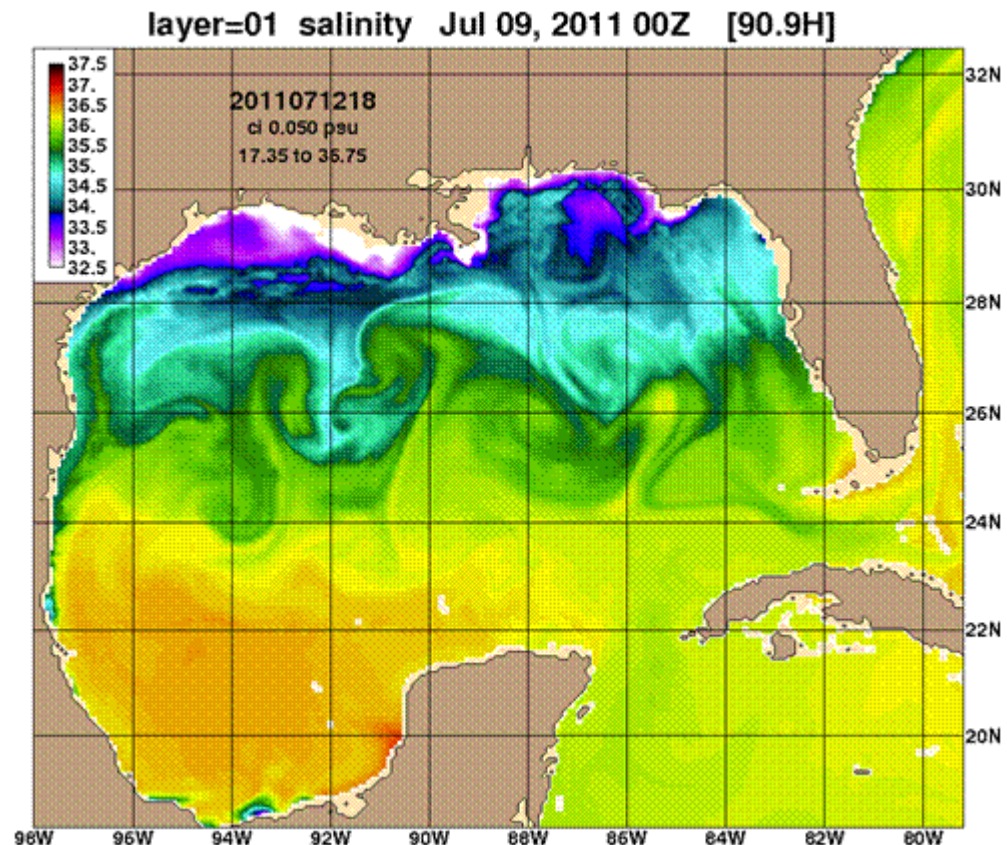 layer=01 salinity Jul 09, 2011 00Z [90.9H]
37.5
37.
36.5
36.
35.5
35.
34.5
34.
33.5
33.
32.5
2011071218
ci 0.050 psu
17.35 to 36.75
32N
30N
28N
26N
24N
22N
20N
98W 96W 94W 92W 90W 88W 86W 84W 82W 80W